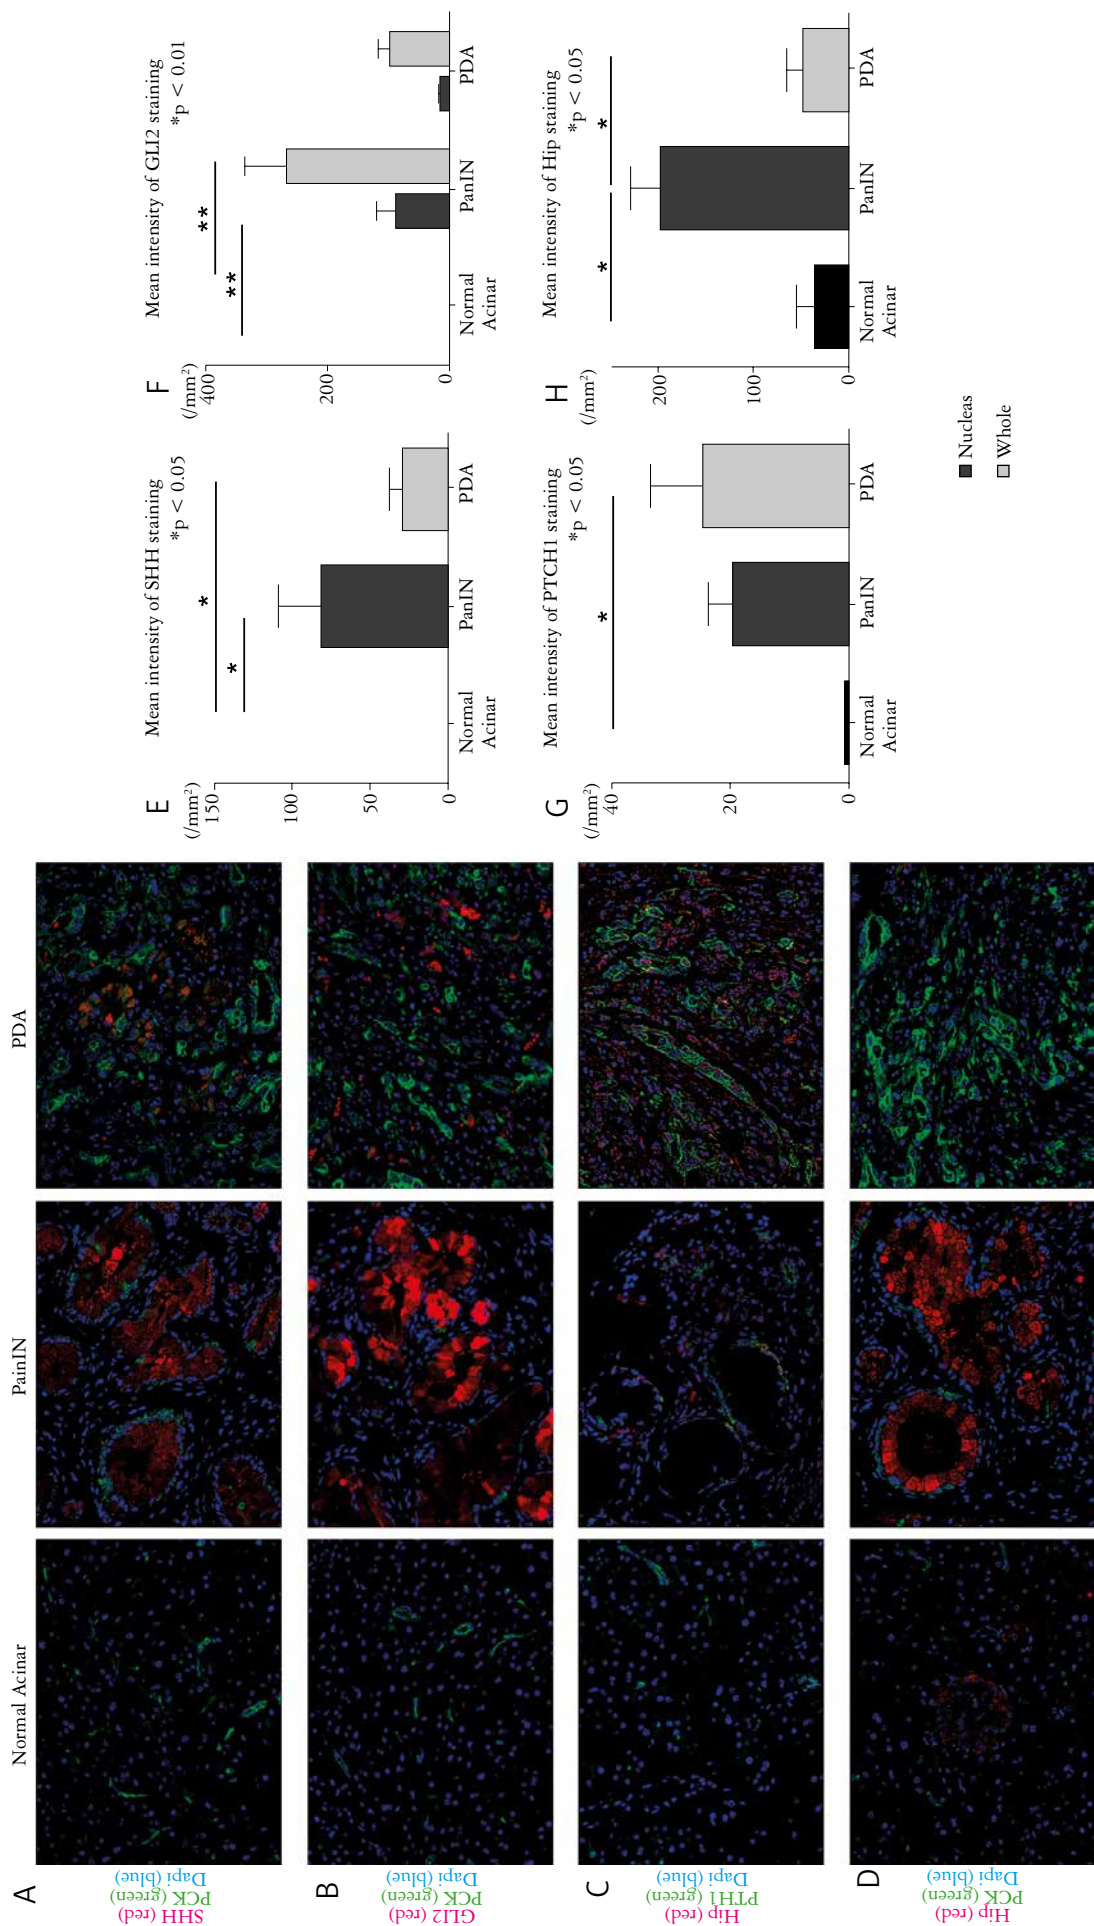 Normal Acinar
PainIN
PDA
A
SHH (red)
PCK (green)
Dapi (blue)
B
GLI2 (red)
PCK (green)
Dapi (blue)
C
Hip (red)
PTH1 (green)
Dapi (blue)
D
Hip (red)
PCK (green)
Dapi (blue)
E
Mean intensity of SHH staining
*p < 0.05
(/mm²)
150
100
50
0
*
*
Normal
Acinar
PanIN
PDA
F
Mean intensity of GLI2 staining
*p < 0.01
(/mm²)
400
200
0
**
**
Normal
Acinar
PanIN
PDA
G
Mean intensity of PTCH1 staining
*p < 0.05
(/mm²)
40
20
0
*
Normal
Acinar
PanIN
PDA
H
Mean intensity of Hip staining
*p < 0.05
(/mm²)
200
100
0
*
*
Normal
Acinar
PanIN
PDA
Nucleas
Whole